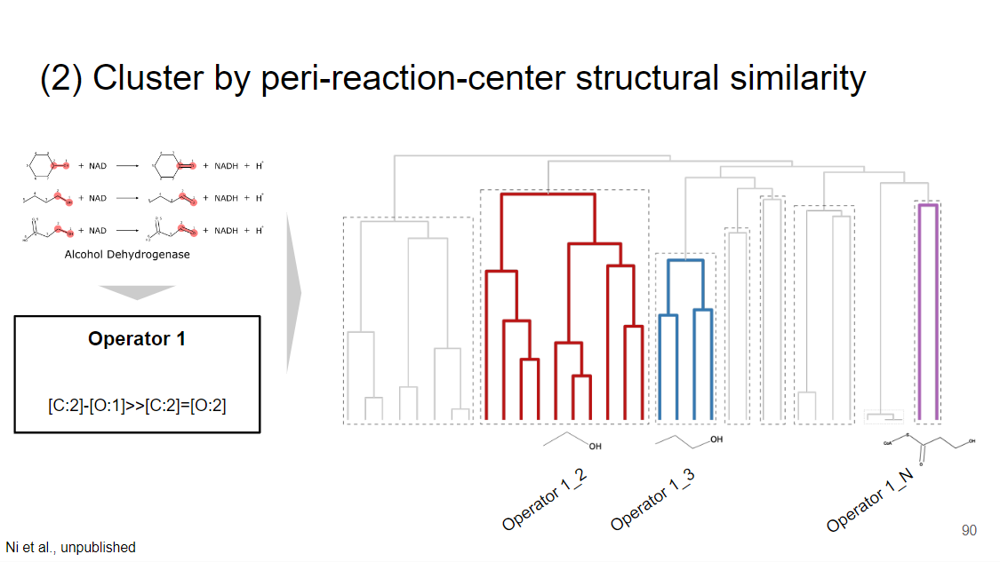 (2) Cluster by peri-reaction-center structural similarity
+ NAD + NADH + H⁺
+ NAD + NADH + H⁺
+ NAD + NADH + H⁺
Alcohol Dehydrogenase
Operator 1
[C:2]-[O:1]>>[C:2]=[O:2]
OH
OH
CoA S O OH
Operator 1_2
Operator 1_3
Operator 1_N
90
Ni et al., unpublished